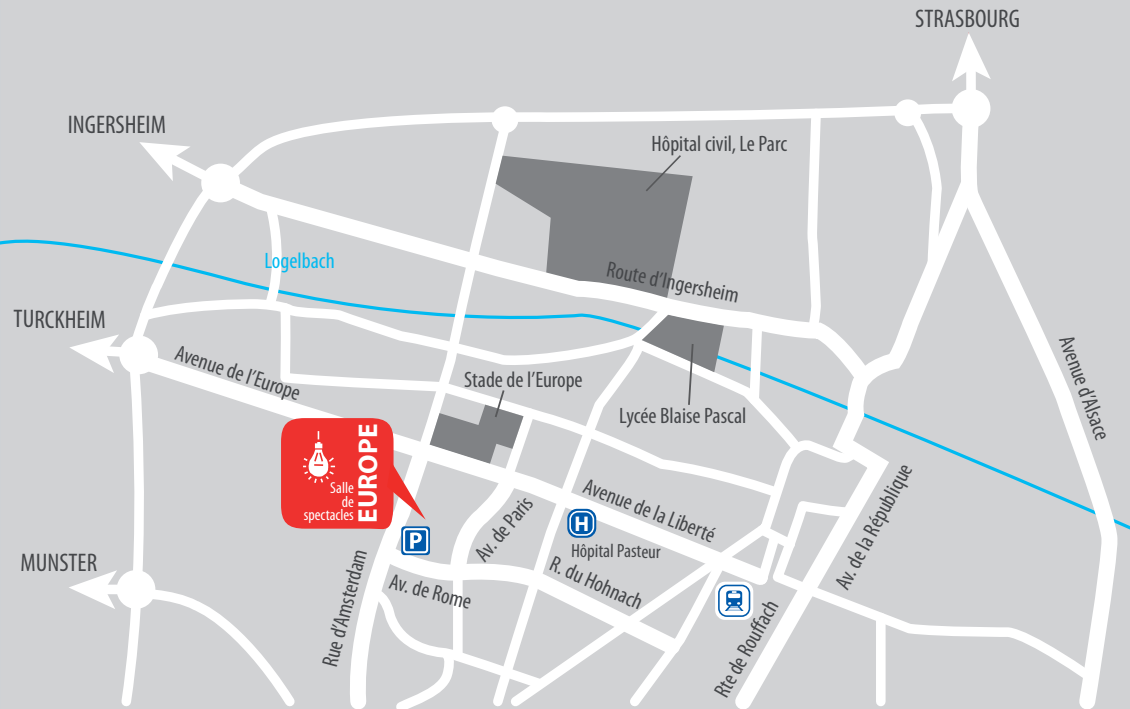 STRASBOURG
INGERSHEIM
Hôpital civil, Le Parc
Logelbach
Route d'Ingersheim
TURCKHEIM
Avenue de l'Europe
Stade de l'Europe
Lycée Blaise Pascal
Avenue d'Alsace
Salle
de
spectacles
EUROPE
P
Av. de Paris
H
Avenue de la Liberté
Hôpital Pasteur
Av. de la République
MUNSTER
Rue d'Amsterdam
Av. de Rome
R. du Hohnach
Rte de Rouffach